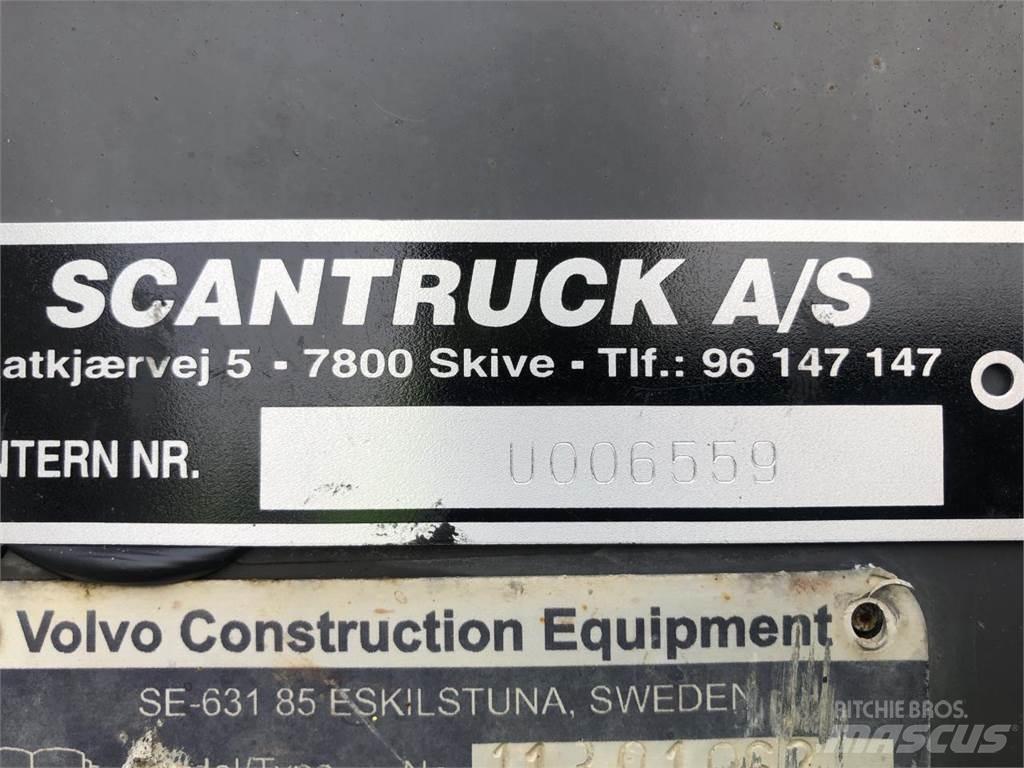 SCANTRUCK A/S
atkjærvej 5 - 7800 Skive - Tlf.: 96 147 147
NTERN NR. U006559
Volvo Construction Equipment
SE-631 85 ESKILSTUNA, SWEDEN
RITCHIE BROS.
MASCUS